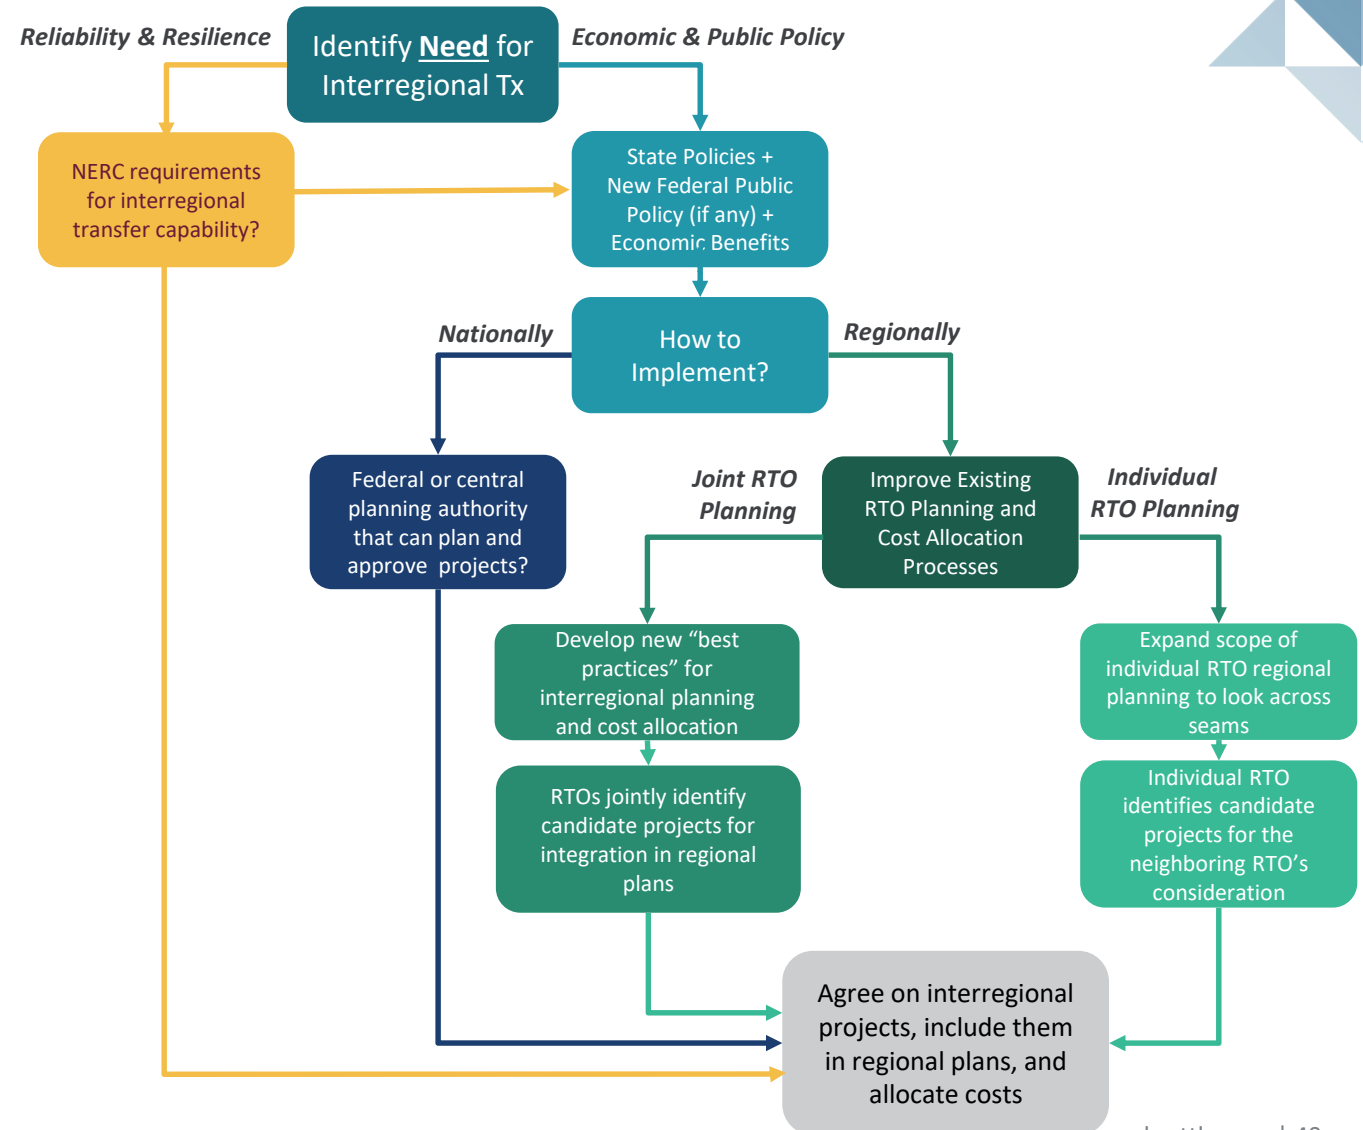 Reliability & Resilience
Identify Need for
Interregional Tx
Economic & Public Policy
NERC requirements
for interregional
transfer capability?
State Policies +
New Federal Public
Policy (if any) +
Economic Benefits
Nationally
How to
Implement?
Regionally
Federal or central
planning authority
that can plan and
approve projects?
Joint RTO
Planning
Improve Existing
RTO Planning and
Cost Allocation
Processes
Individual
RTO Planning
Develop new “best
practices” for
interregional planning
and cost allocation
Expand scope of
individual RTO regional
planning to look across
seams
RTOs jointly identify
candidate projects for
integration in regional
plans
Individual RTO
identifies candidate
projects for the
neighboring RTO’s
consideration
Agree on interregional
projects, include them
in regional plans, and
allocate costs